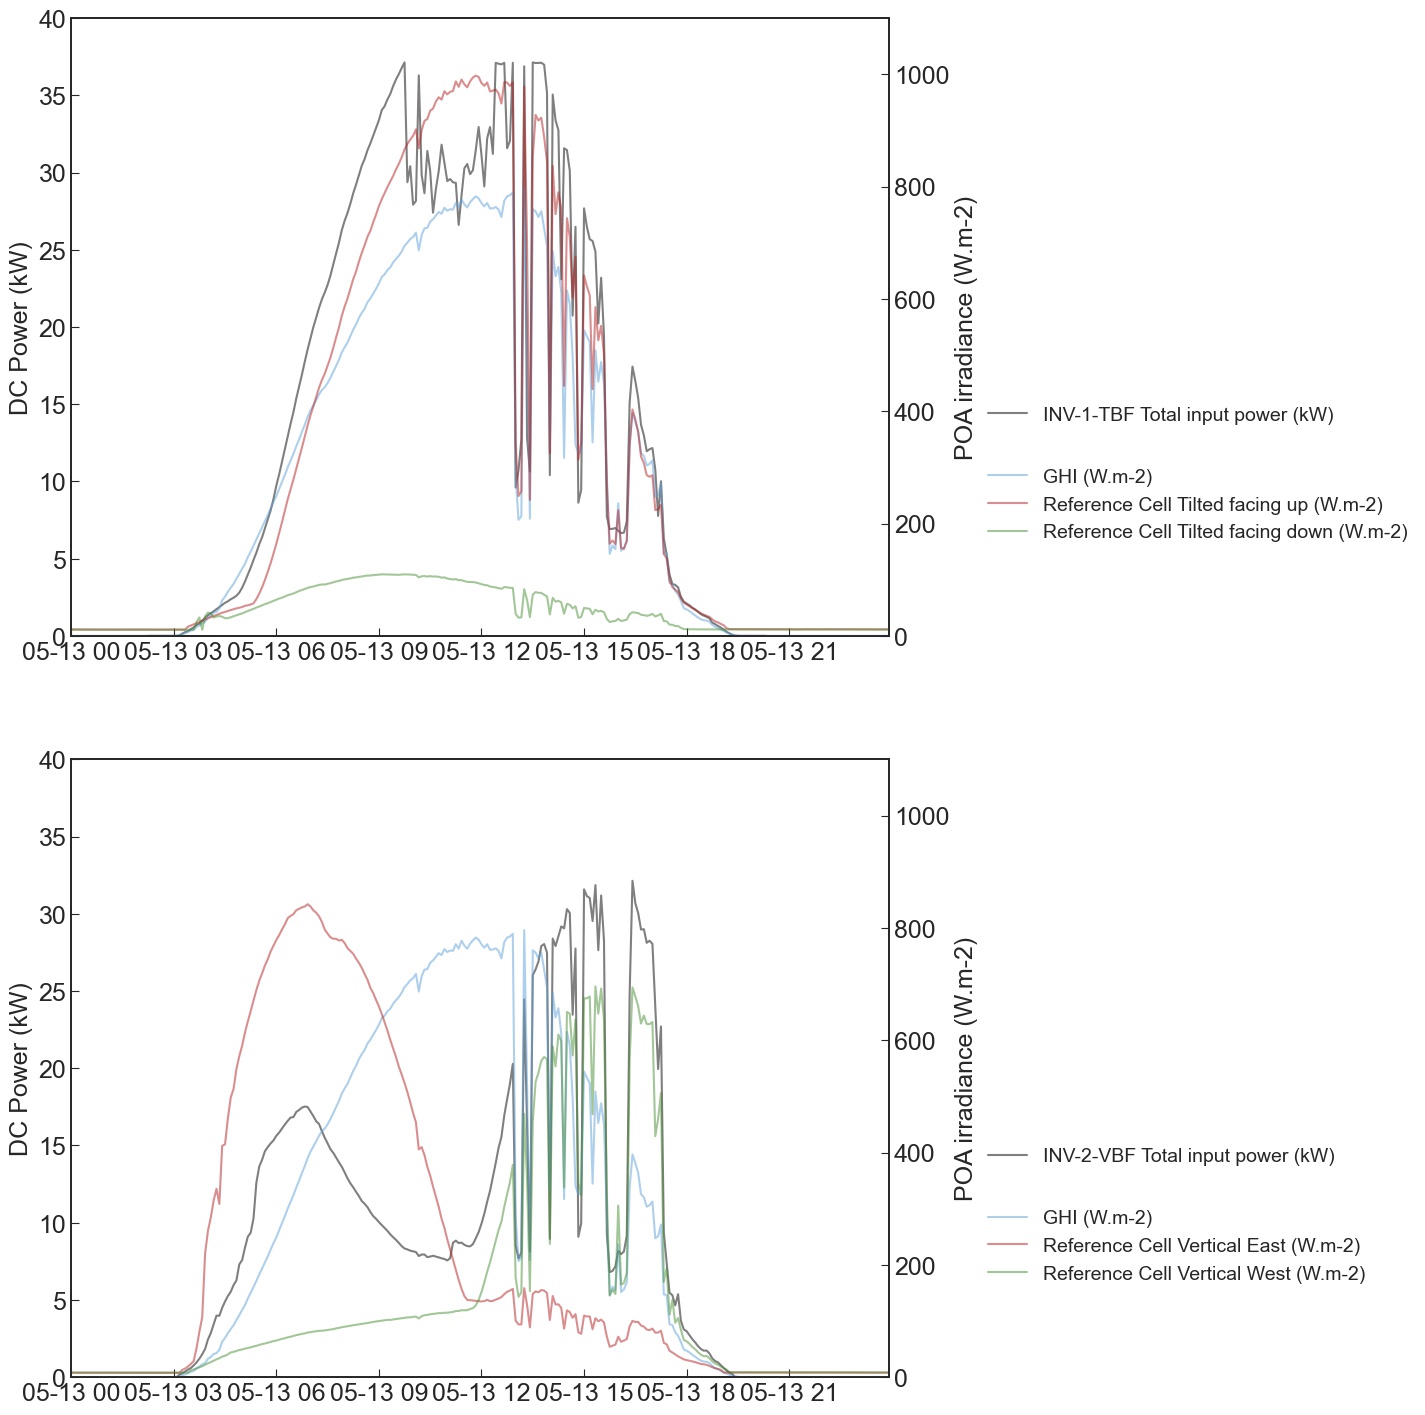 40
35
30
25
20
15
10
5
0
DC Power (kW)
1000
800
600
400
200
0
POA irradiance (W.m-2)
05-13 00 05-13 03 05-13 06 05-13 09 05-13 12 05-13 15 05-13 18 05-13 21
INV-1-TBF Total input power (kW)
GHI (W.m-2)
Reference Cell Tilted facing up (W.m-2)
Reference Cell Tilted facing down (W.m-2)
40
35
30
25
20
15
10
5
0
DC Power (kW)
1000
800
600
400
200
0
POA irradiance (W.m-2)
05-13 00 05-13 03 05-13 06 05-13 09 05-13 12 05-13 15 05-13 18 05-13 21
INV-2-VBF Total input power (kW)
GHI (W.m-2)
Reference Cell Vertical East (W.m-2)
Reference Cell Vertical West (W.m-2)